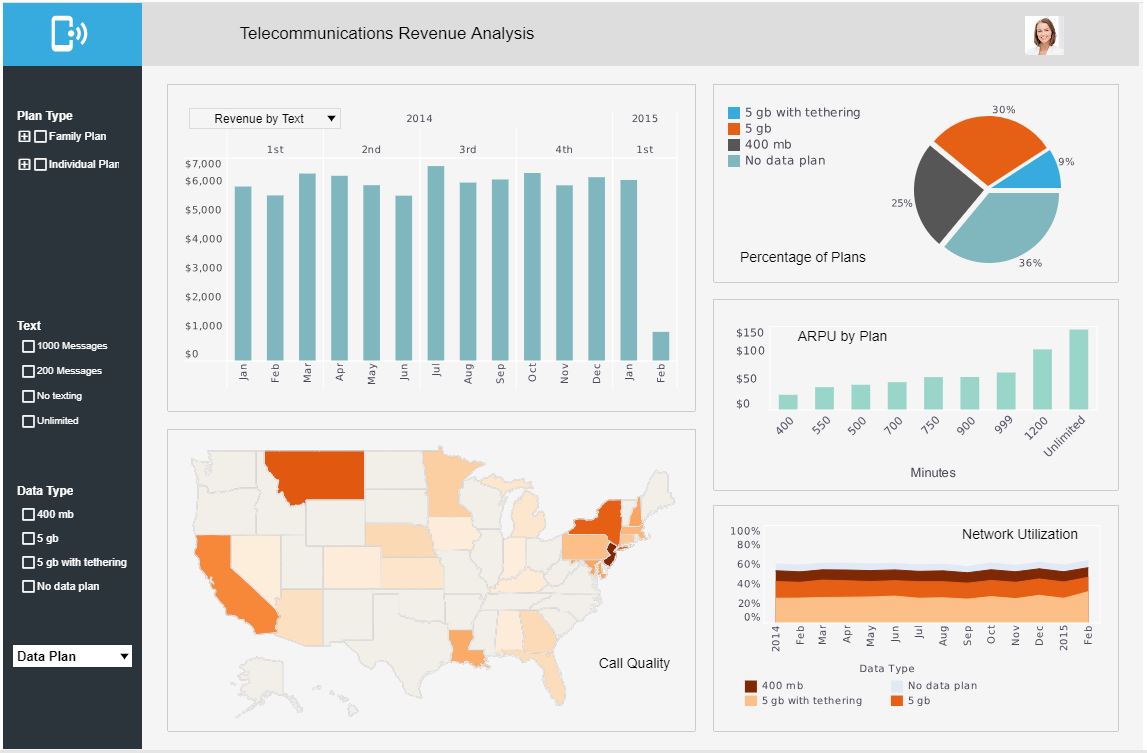 Telecommunications Revenue Analysis
Plan Type
Family Plan
Individual Plan
Text
1000 Messages
200 Messages
No texting
Unlimited
Data Type
400 mb
5 gb
5 gb with tethering
No data plan
Data Plan
Revenue by Text
2014 2015
1st 2nd 3rd 4th 1st
$7,000
$6,000
$5,000
$4,000
$3,000
$2,000
$1,000
$0
Jan Feb Mar Apr May Jun Jul Aug Sep Oct Nov Dec Jan Feb
Call Quality
5 gb with tethering
5 gb
400 mb
No data plan
30%
9%
25%
36%
Percentage of Plans
ARPU by Plan
$150
$100
$50
$0
400 550 500 700 750 900 999 1200 Unlimited
Minutes
Network Utilization
100%
80%
60%
40%
20%
0%
2014 Feb Mar Apr May Jun Jul Aug Sep Oct Nov Dec 2015 Feb
Data Type
400 mb No data plan
5 gb with tethering 5 gb